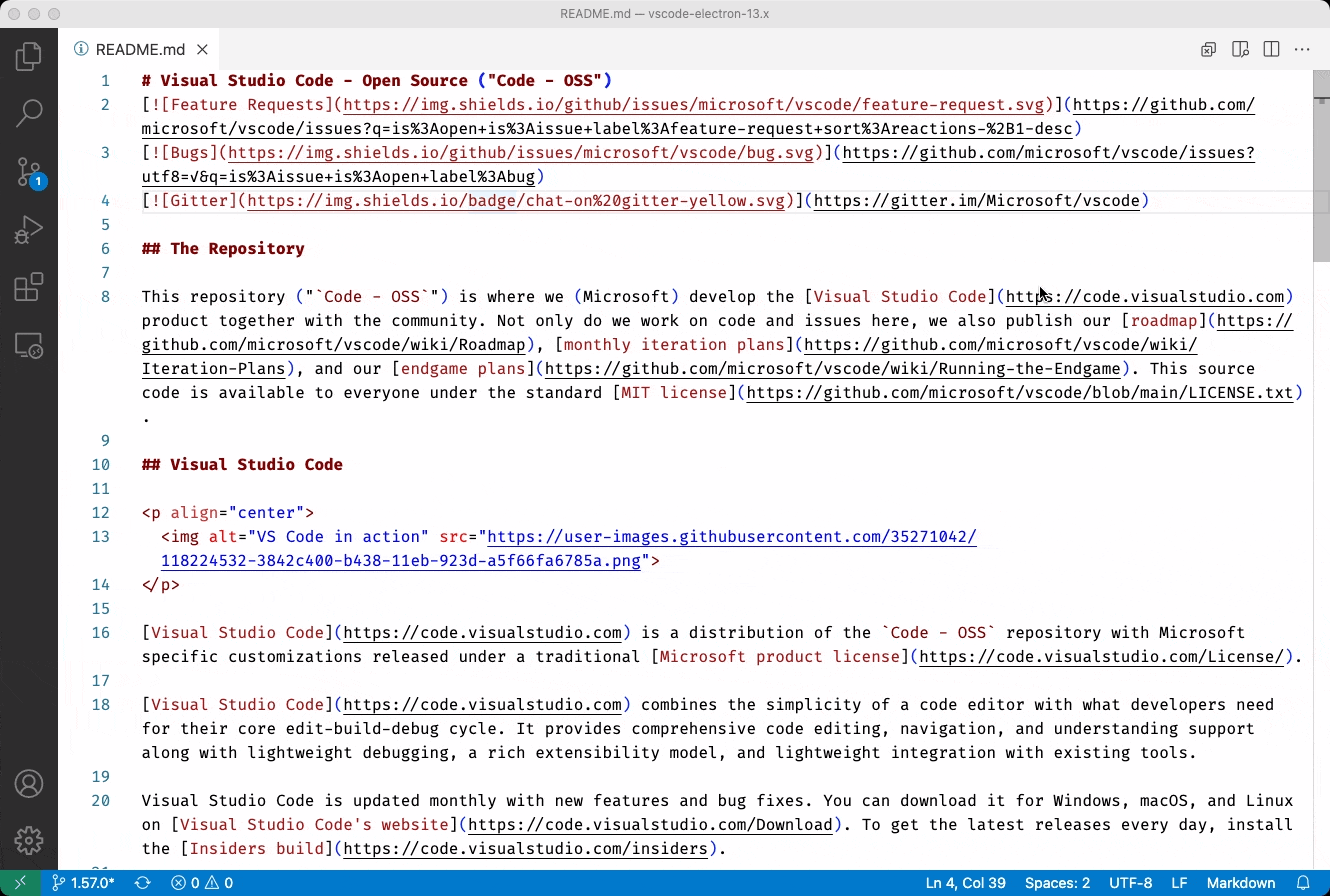 README.md — vscode-electron-13.x
README.md
1 # Visual Studio Code - Open Source ("Code - OSS")
2 [![Feature Requests](https://img.shields.io/github/issues/microsoft/vscode/feature-request.svg)](https://github.com/
microsoft/vscode/issues?q=is%3Aopen+is%3Aissue+label%3Afeature-request+sort%3Areactions-%2B1-desc)
3 [![Bugs](https://img.shields.io/github/issues/microsoft/vscode/bug.svg)](https://github.com/microsoft/vscode/issues?
utf8=√&q=is%3Aissue+is%3Aopen+label%3Abug)
4 [![Gitter](https://img.shields.io/badge/chat-on%20gitter-yellow.svg)](https://gitter.im/Microsoft/vscode)
5
6 ## The Repository
7
8 This repository ("`Code - OSS`") is where we (Microsoft) develop the [Visual Studio Code](https://code.visualstudio.com)
product together with the community. Not only do we work on code and issues here, we also publish our [roadmap](https://
github.com/microsoft/vscode/wiki/Roadmap), [monthly iteration plans](https://github.com/microsoft/vscode/wiki/
Iteration-Plans), and our [endgame plans](https://github.com/microsoft/vscode/wiki/Running-the-Endgame). This source
code is available to everyone under the standard [MIT license](https://github.com/microsoft/vscode/blob/main/LICENSE.txt)
.
9
10 ## Visual Studio Code
11
12 <p align="center">
13 <img alt="VS Code in action" src="https://user-images.githubusercontent.com/35271042/
118224532-3842c400-b438-11eb-923d-a5f66fa6785a.png">
14 </p>
15
16 [Visual Studio Code](https://code.visualstudio.com) is a distribution of the `Code - OSS` repository with Microsoft
specific customizations released under a traditional [Microsoft product license](https://code.visualstudio.com/License/).
17
18 [Visual Studio Code](https://code.visualstudio.com) combines the simplicity of a code editor with what developers need
for their core edit-build-debug cycle. It provides comprehensive code editing, navigation, and understanding support
along with lightweight debugging, a rich extensibility model, and lightweight integration with existing tools.
19
20 Visual Studio Code is updated monthly with new features and bug fixes. You can download it for Windows, macOS, and Linux
on [Visual Studio Code's website](https://code.visualstudio.com/Download). To get the latest releases every day, install
the [Insiders build](https://code.visualstudio.com/insiders).
1
1.57.0* 0 0 Ln 4, Col 39 Spaces: 2 UTF-8 LF Markdown